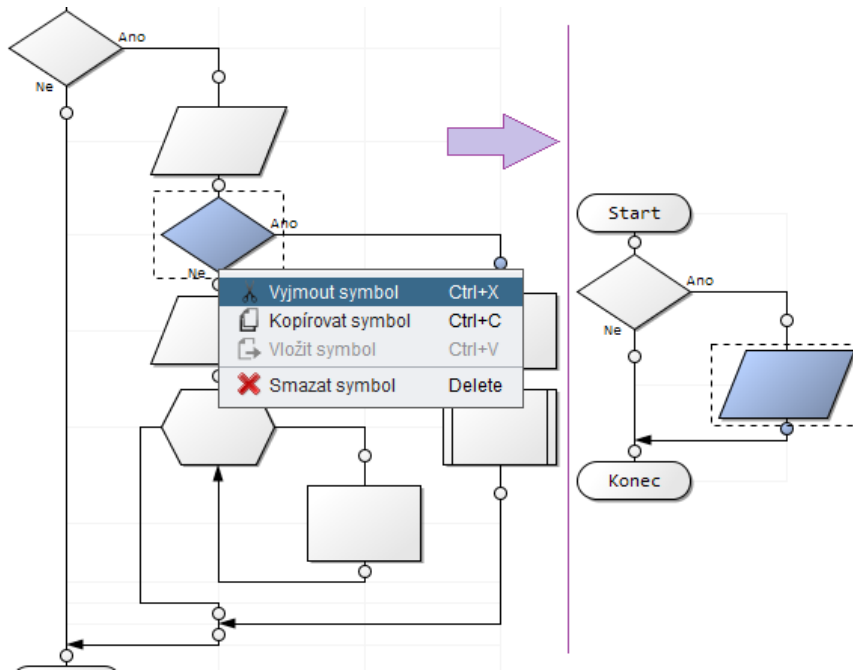 Ano
Ne
Ano
Ne
Vyjmout symbol Ctrl+X
Kopírovat symbol Ctrl+C
Vložit symbol Ctrl+V
Smazat symbol Delete
Start
Ano
Ne
Konec